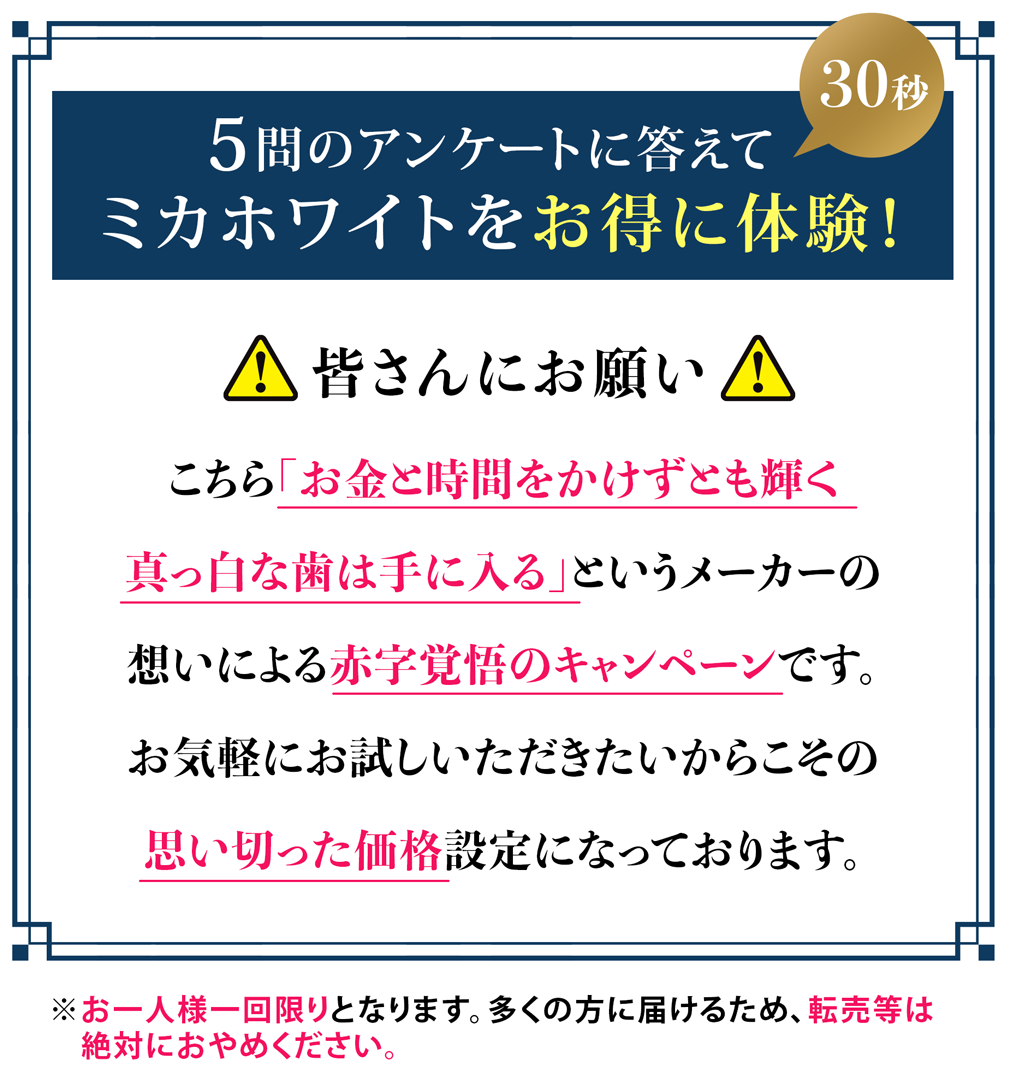 30秒
5問のアンケートに答えて
ミカホワイトをお得に体験!
皆さんにお願い
こちら「お金と時間をかけずとも輝く
真っ白な歯は手に入る」というメーカーの
想いによる赤字覚悟のキャンペーンです。
お気軽にお試しいただきたいからこその
思い切った価格設定になっております。
※お一人様一回限りとなります。多くの方に届けるため、転売等は
絶対におやめください。